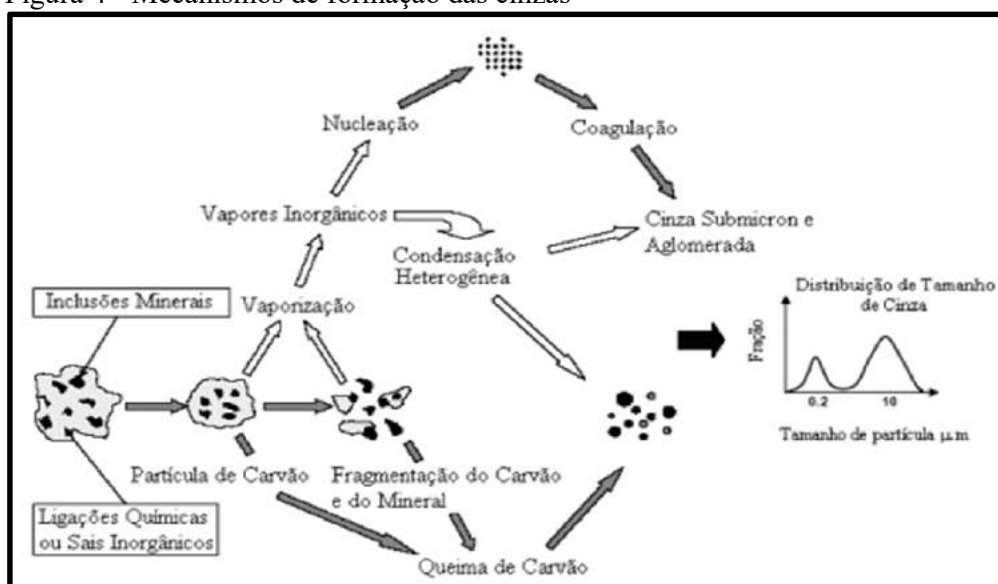 Figura 4 - Mecanismos de formação das cinzas
Nucleação
Coagulação
Vapores Inorgânicos
Cinza Submicron e
Aglomerada
Condensação
Heterogênea
Inclusões Minerais
Vaporização
Distribuição de Tamanho
de Cinza
Fração
0.2
10
Tamanho de partícula μm
Partícula de Carvão
Fragmentação do Carvão
e do Mineral
Ligações Químicas
ou Sais Inorgânicos
Queima de Carvão